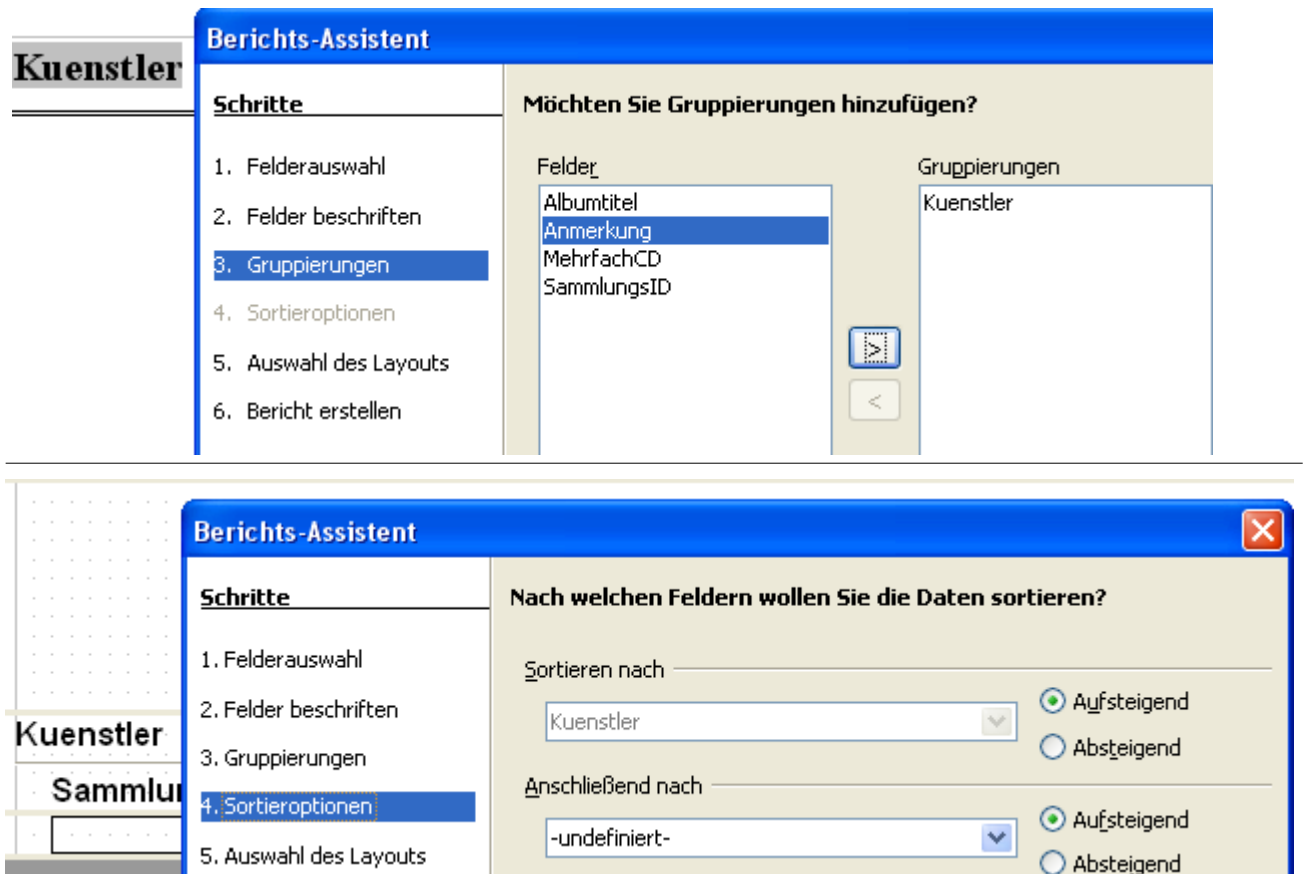 Kuenstler
Berichts-Assistent
Schritte
1. Felderauswahl
2. Felder beschriften
3. Gruppierungen
4. Sortieroptionen
5. Auswahl des Layouts
6. Bericht erstellen
Möchten Sie Gruppierungen hinzufügen?
Felder
Albumtitel
Anmerkung
MehrfachCD
SammlungsID
>
<
Gruppierungen
Kuenstler
Kuenstler
Berichts-Assistent
Schritte
1. Felderauswahl
2. Felder beschriften
3. Gruppierungen
4. Sortieroptionen
5. Auswahl des Layouts
Nach welchen Feldern wollen Sie die Daten sortieren?
Sortieren nach
Kuenstler
Aufsteigend
Absteigend
Anschließend nach
-undefiniert-
Aufsteigend
Absteigend